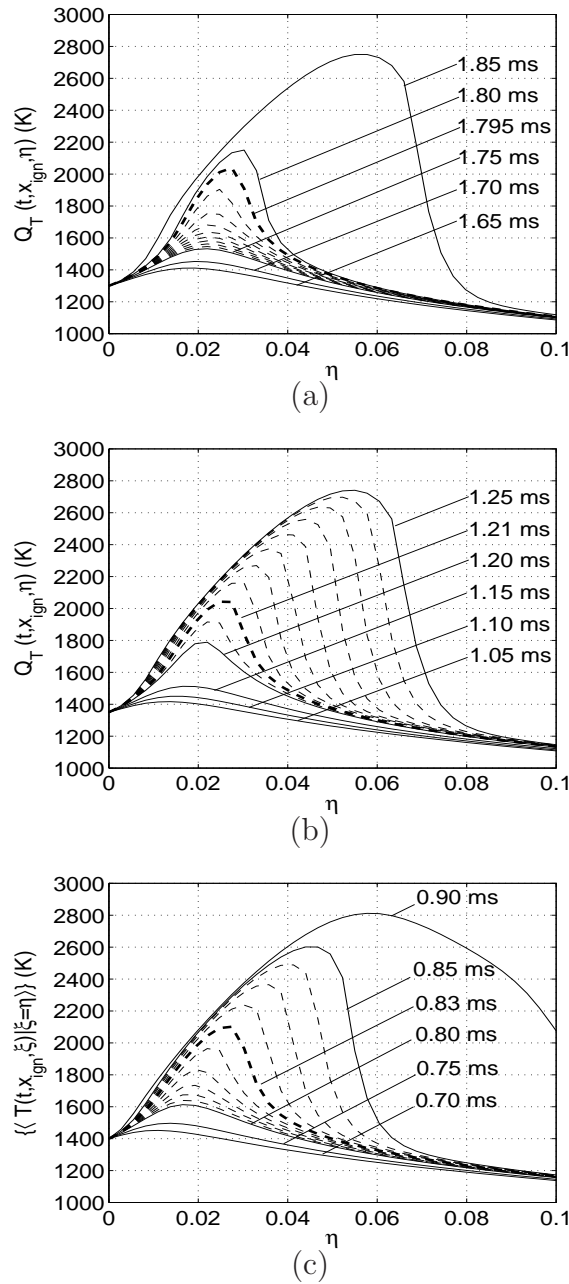 3000
2800
2600
2400
2200
2000
1800
1600
1400
1200
1000
Q_T (t,x_ign,η) (K)
1.85 ms
1.80 ms
1.795 ms
1.75 ms
1.70 ms
1.65 ms
0 0.02 0.04 0.06 0.08 0.1
η
(a)
3000
2800
2600
2400
2200
2000
1800
1600
1400
1200
1000
Q_T (t,x_ign,η) (K)
1.25 ms
1.21 ms
1.20 ms
1.15 ms
1.10 ms
1.05 ms
0 0.02 0.04 0.06 0.08 0.1
η
(b)
3000
2800
2600
2400
2200
2000
1800
1600
1400
1200
1000
{⟨ T(t,x_ign,ξ)|ξ=η⟩} (K)
0.90 ms
0.85 ms
0.83 ms
0.80 ms
0.75 ms
0.70 ms
0 0.02 0.04 0.06 0.08 0.1
η
(c)